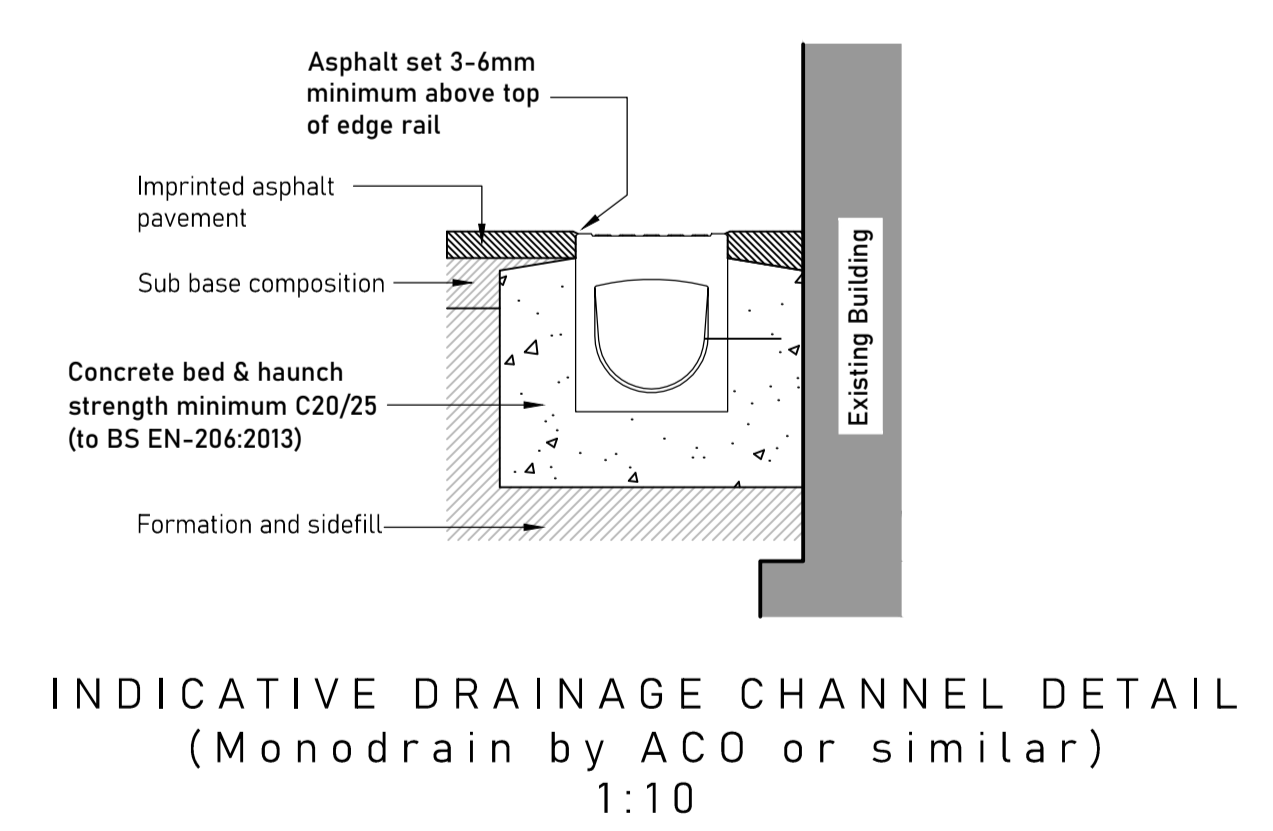 Asphalt set 3-6mm
minimum above top
of edge rail
Imprinted asphalt
pavement
Sub base composition
Concrete bed & haunch
strength minimum C20/25
(to BS EN-206:2013)
Formation and sidefill
Existing Building
INDICATIVE DRAINAGE CHANNEL DETAIL
(Monodrain by ACO or similar)
1:10